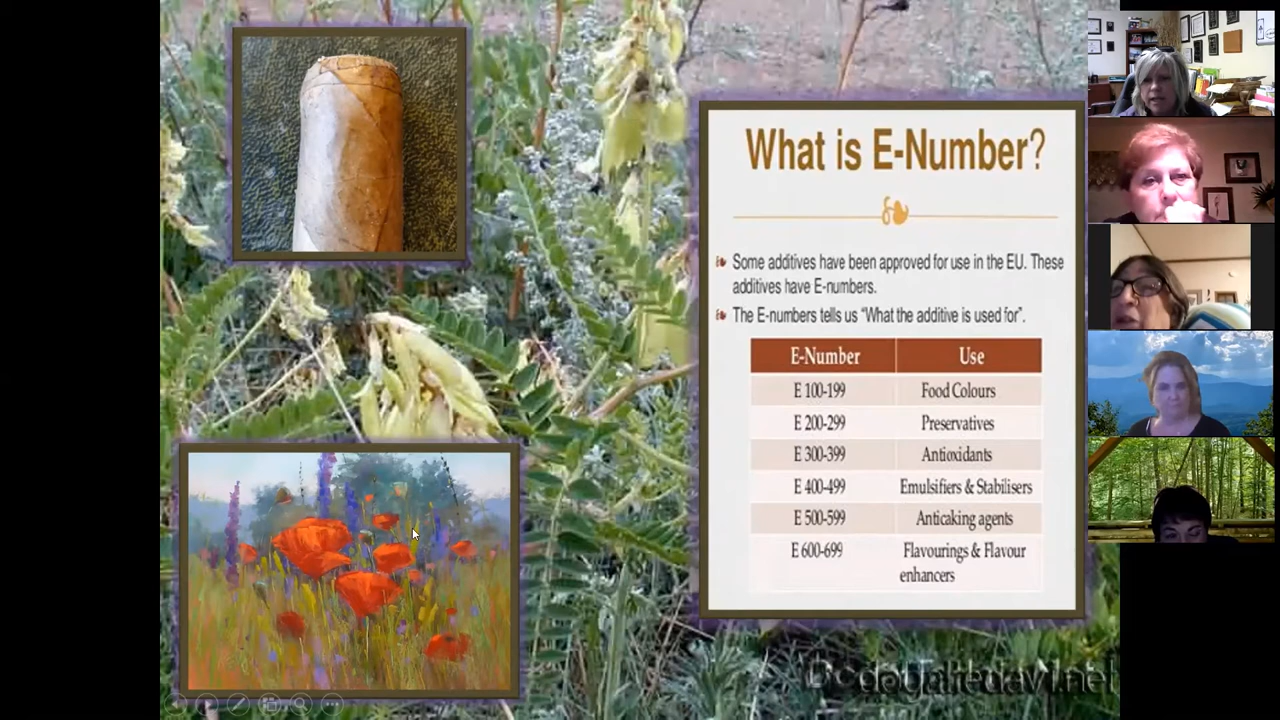 What is E-Number?
Some additives have been approved for use in the EU. These
additives have E-numbers.
The E-numbers tells us “What the additive is used for”.
E-Number Use
E 100-199 Food Colours
E 200-299 Preservatives
E 300-399 Antioxidants
E 400-499 Emulsifiers & Stabilisers
E 500-599 Anticaking agents
E 600-699 Flavourings & Flavour
enhancers